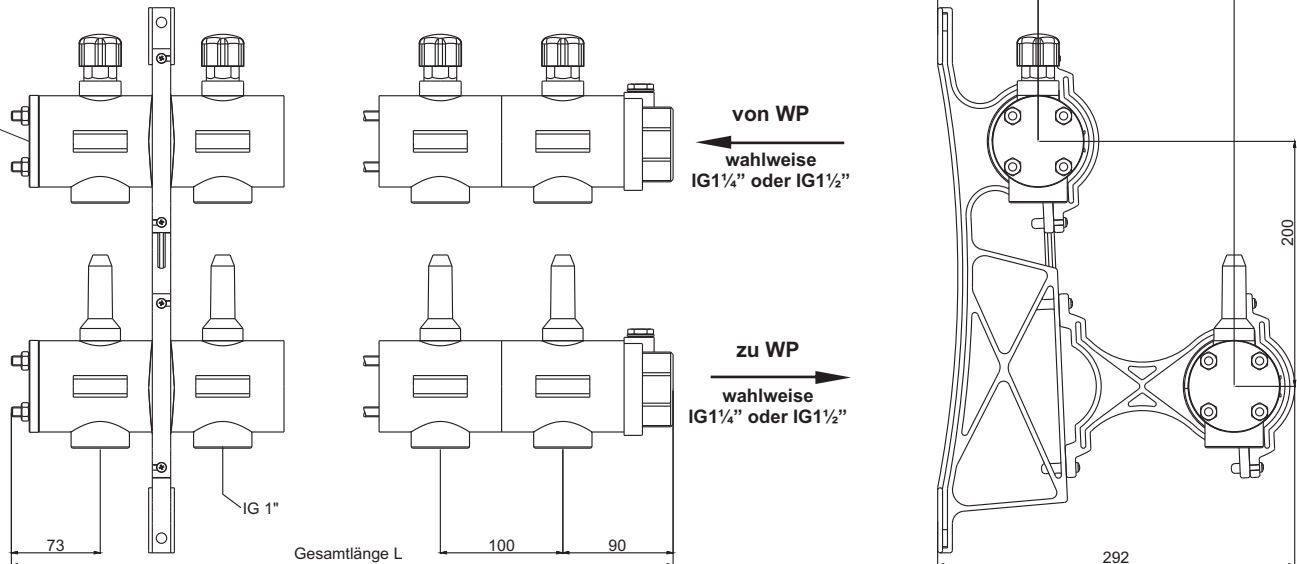 von WP
wahlweise
IG1¼” oder IG1½”
200
zu WP
wahlweise
IG1¼” oder IG1½”
IG 1"
73
Gesamtlänge L
100
90
292